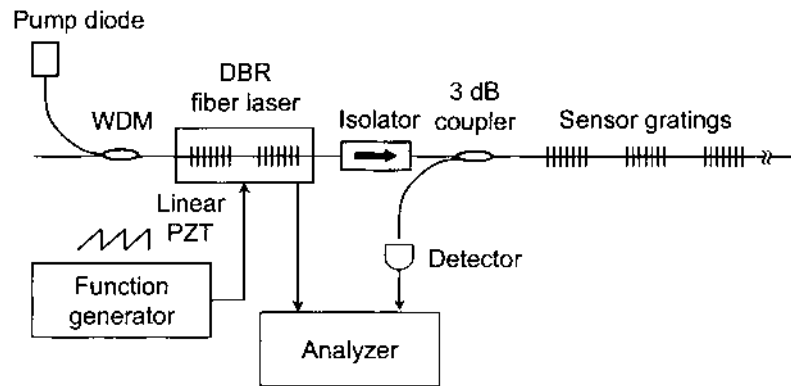 Pump diode
DBR
fiber laser
WDM
Isolator
3 dB
coupler
Sensor gratings
Linear
PZT
Function
generator
Detector
Analyzer